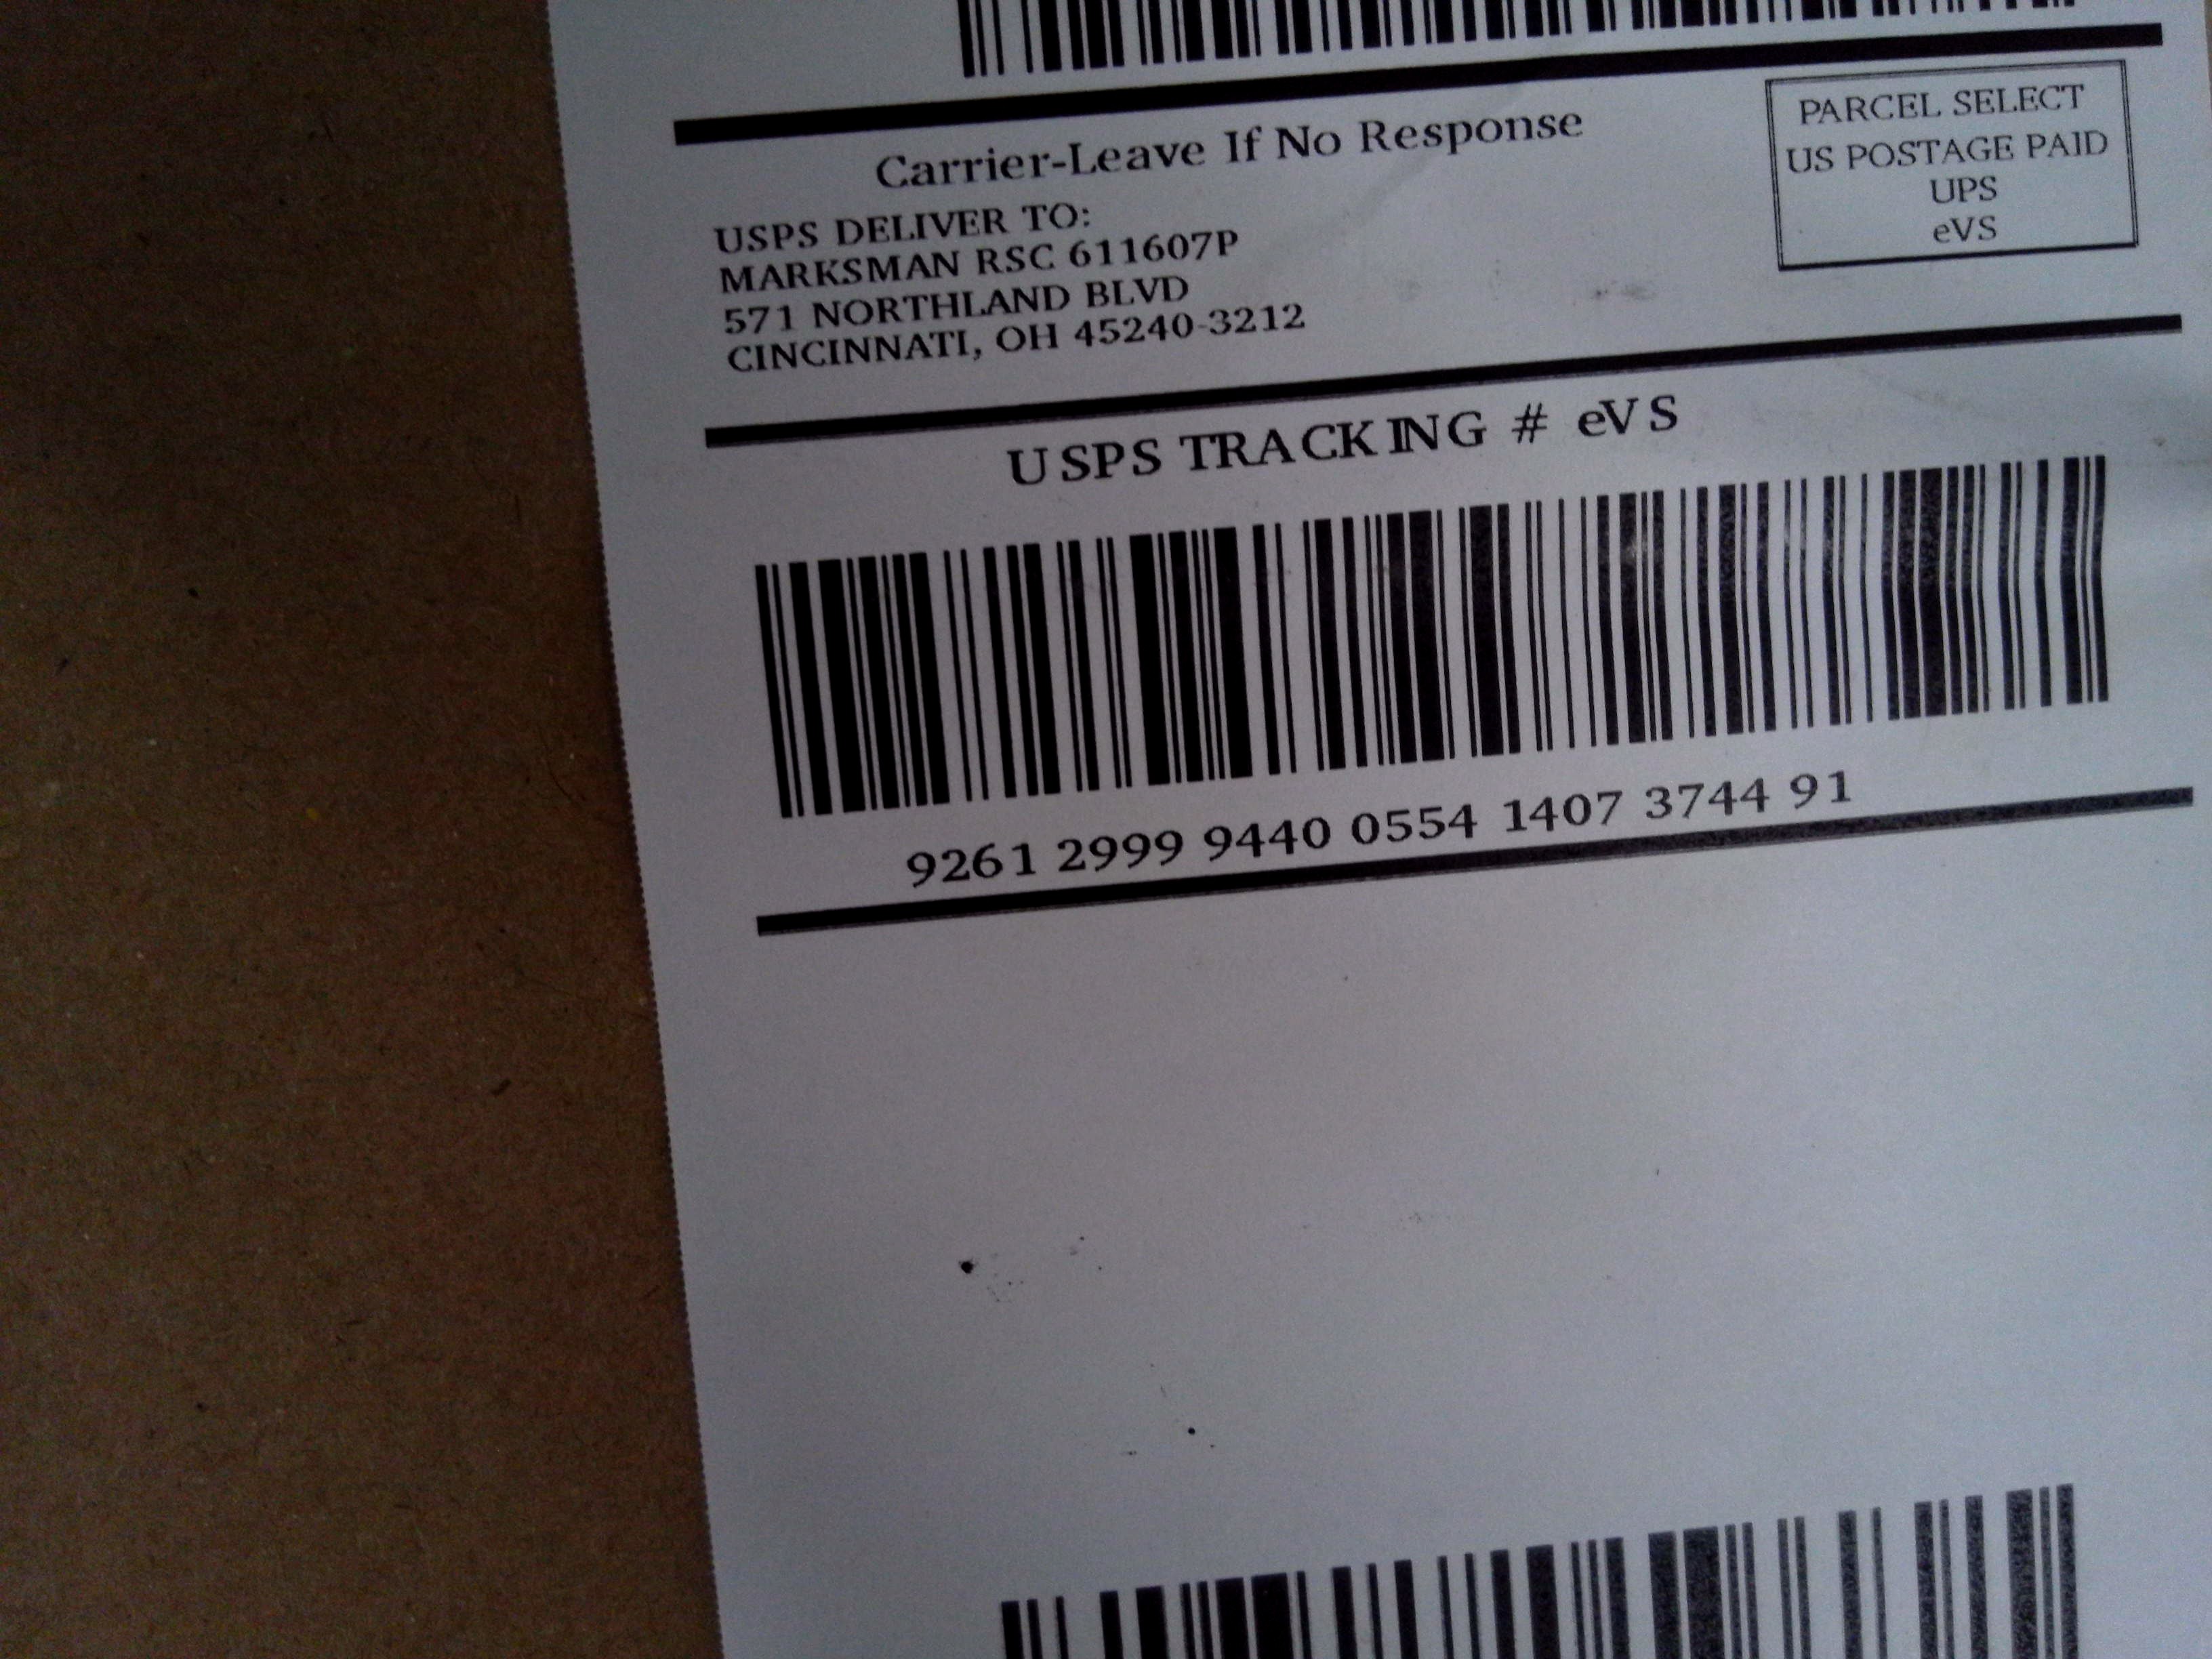 Carrier-Leave If No Response
PARCEL SELECT
US POSTAGE PAID
UPS
eVS
USPS DELIVER TO:
MARKSMAN RSC 611607P
571 NORTHLAND BLVD
CINCINNATI, OH 45240-3212
USPS TRACKING # eVS
9261 2999 9440 0554 1407 3744 91